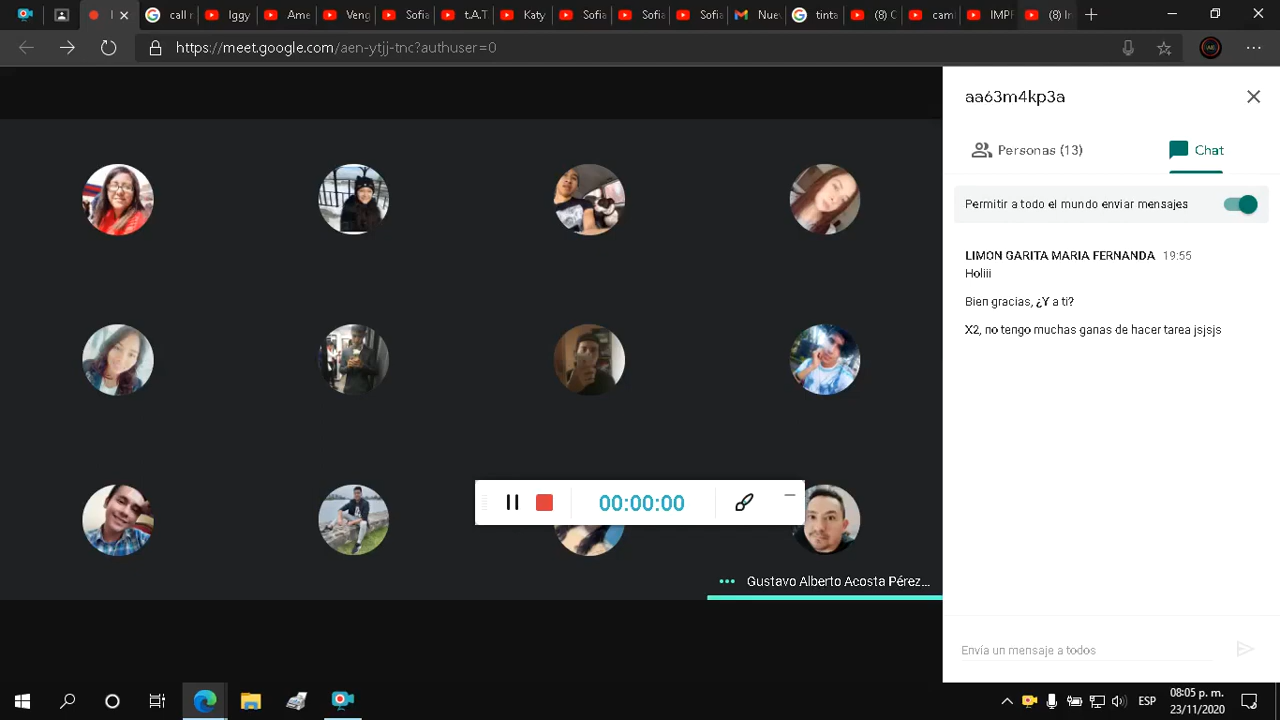 call r
Iggy
Ame
Veng
Sofia
t.A.T
Katy
Sofia
Sofia
Sofia
Nuev
tinta
(8) C
cam
IMPR
(8) Ir
https://meet.google.com/aen-ytjj-tnc?authuser=0
aa63m4kp3a
Personas (13)
Chat
Permitir a todo el mundo enviar mensajes
LIMON GARITA MARIA FERNANDA 19:55
Holiii
Bien gracias, ¿Y a ti?
X2, no tengo muchas ganas de hacer tarea jsjsjs
00:00:00
Gustavo Alberto Acosta Pérez...
Envía un mensaje a todos
ESP
08:05 p. m.
23/11/2020